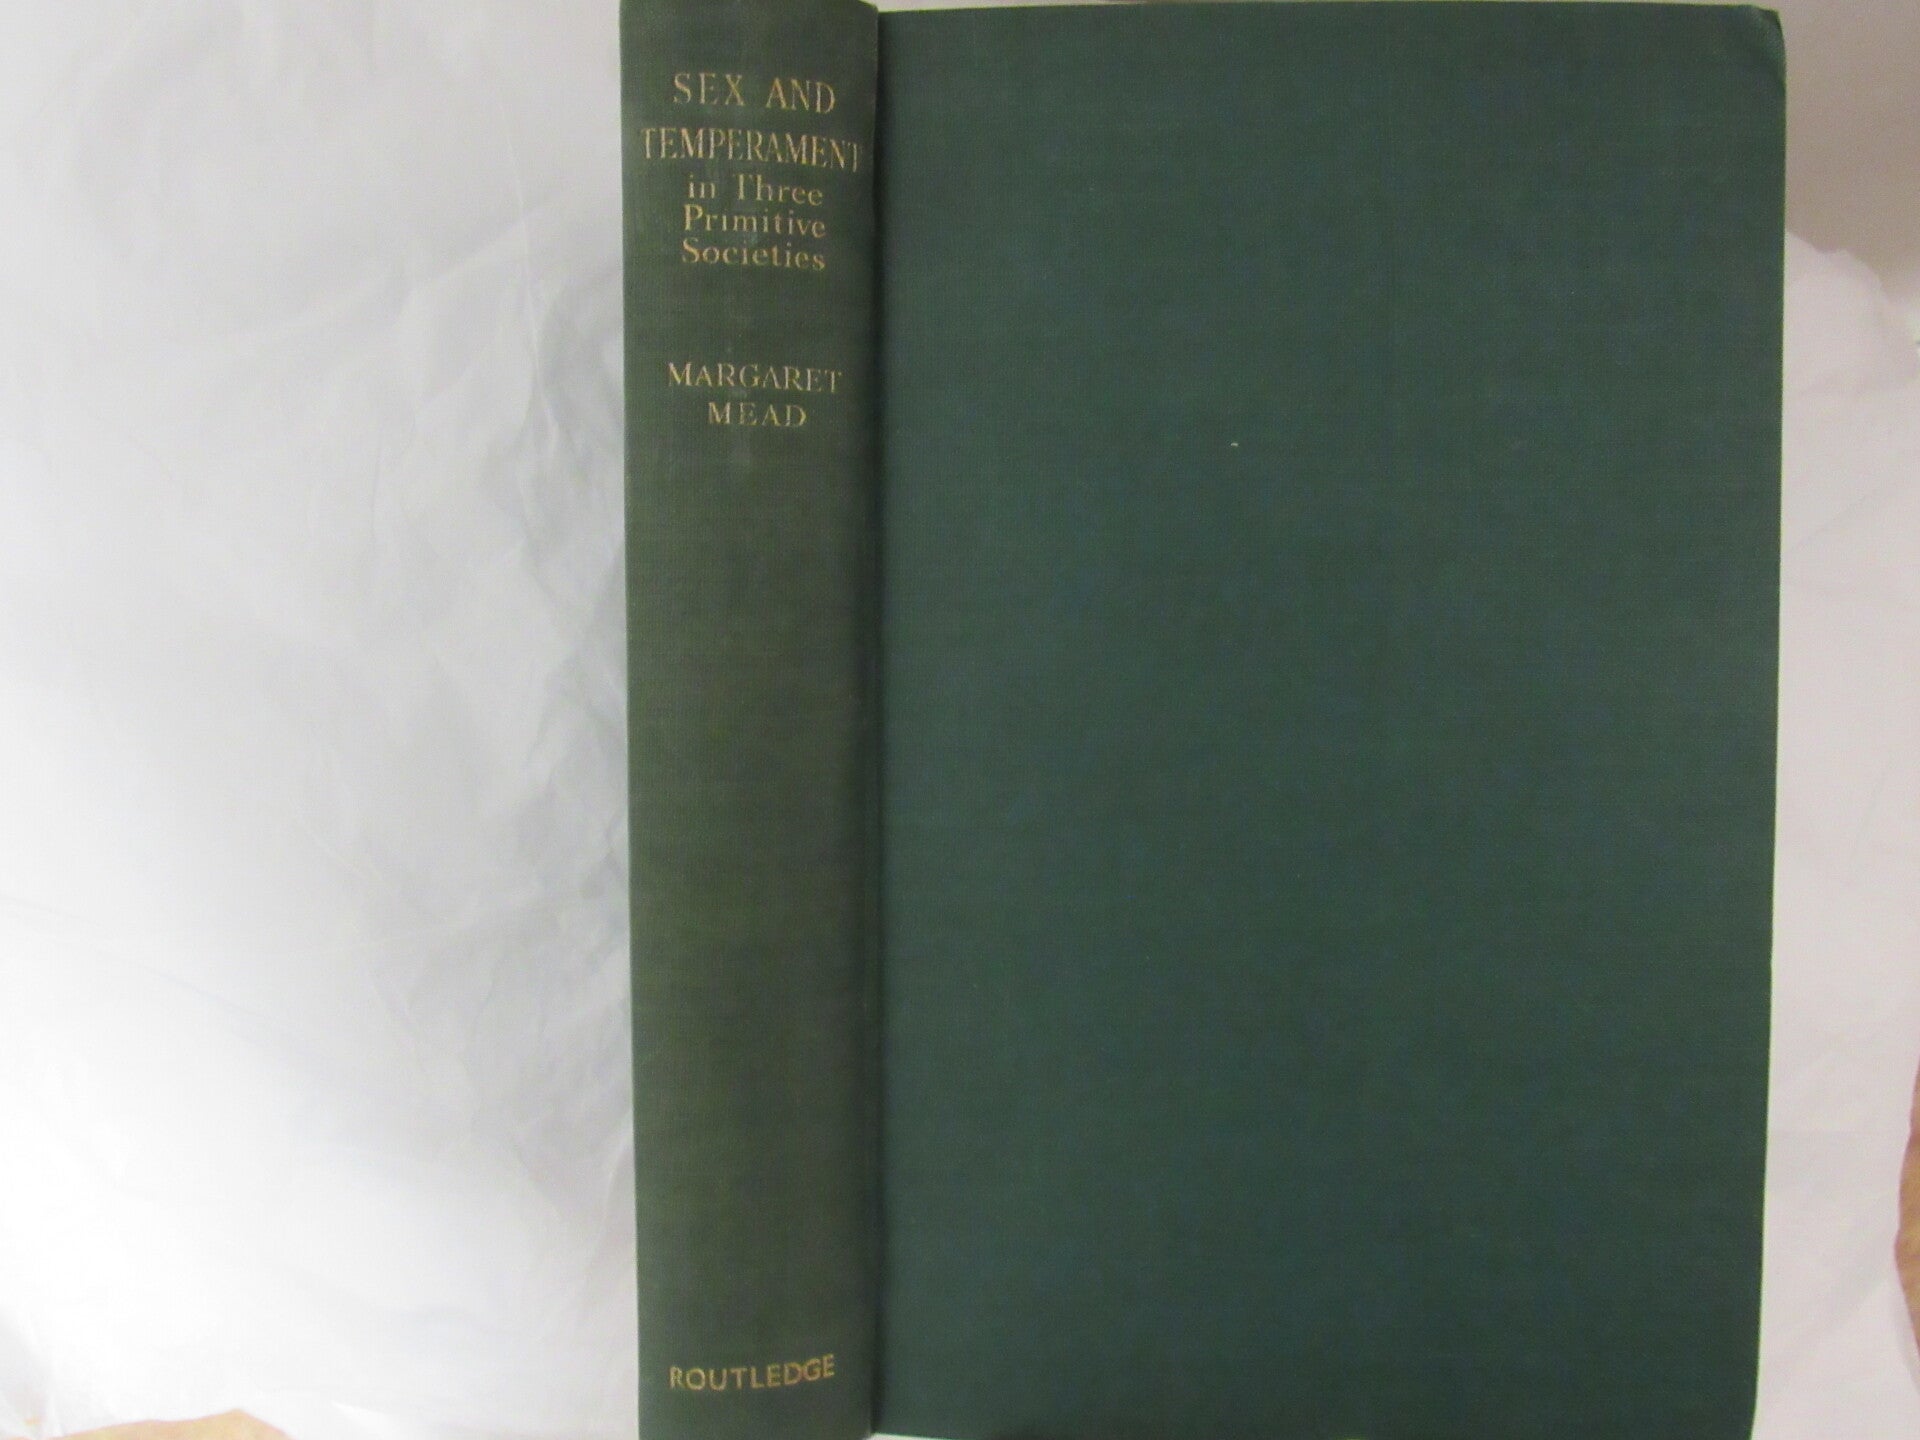 SEX AND
TEMPERAMENT
in Three
Primitive
Societies
MARGARET
MEAD
ROUTLEDGE